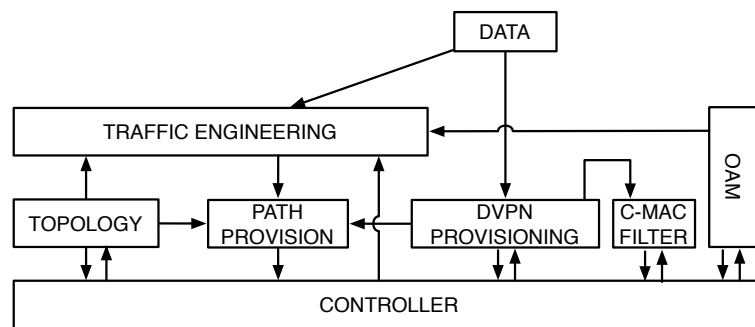 DATA
TRAFFIC ENGINEERING
OAM
TOPOLOGY
PATH
PROVISION
DVPN
PROVISIONING
C-MAC
FILTER
CONTROLLER